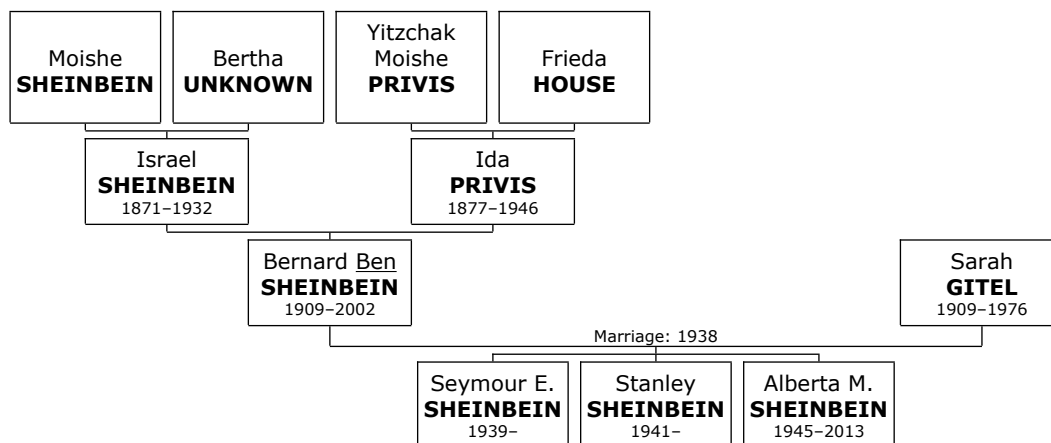 Moishe
SHEINBEIN
Bertha
UNKNOWN
Yitzchak
Moishe
PRIVIS
Frieda
HOUSE
Israel
SHEINBEIN
1871–1932
Ida
PRIVIS
1877–1946
Bernard Ben
SHEINBEIN
1909–2002
Sarah
GITEL
1909–1976
Marriage: 1938
Seymour E.
SHEINBEIN
1939–
Stanley
SHEINBEIN
1941–
Alberta M.
SHEINBEIN
1945–2013